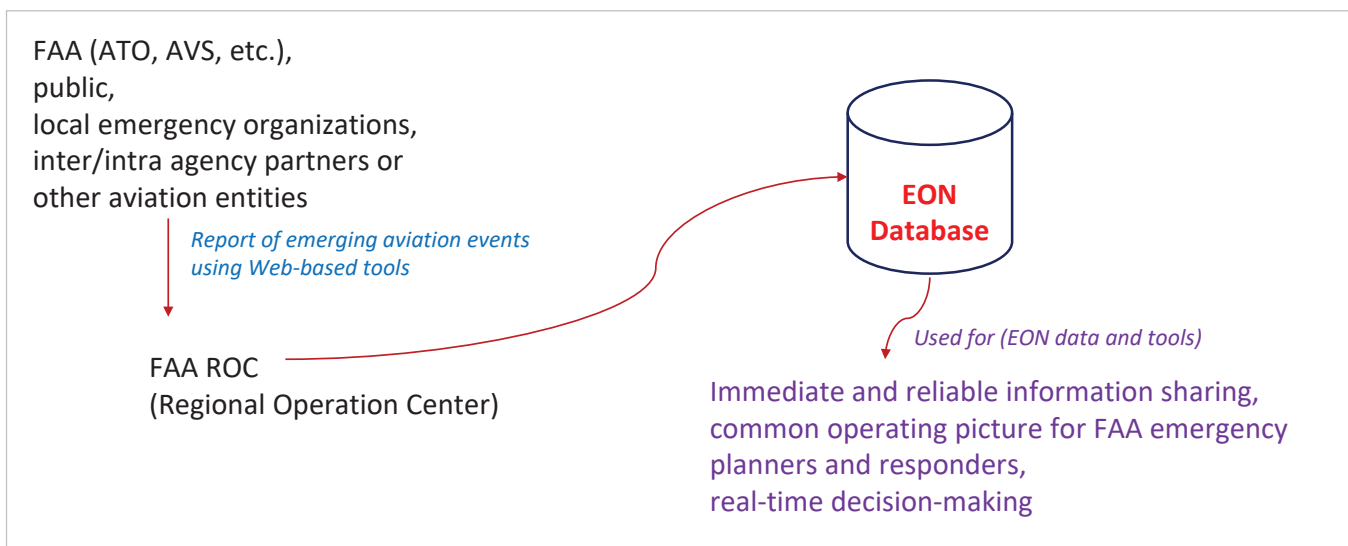 FAA (ATO, AVS, etc.),
public,
local emergency organizations,
inter/intra agency partners or
other aviation entities
Report of emerging aviation events
using Web-based tools
FAA ROC
(Regional Operation Center)
EON
Database
Used for (EON data and tools)
Immediate and reliable information sharing,
common operating picture for FAA emergency
planners and responders,
real-time decision-making